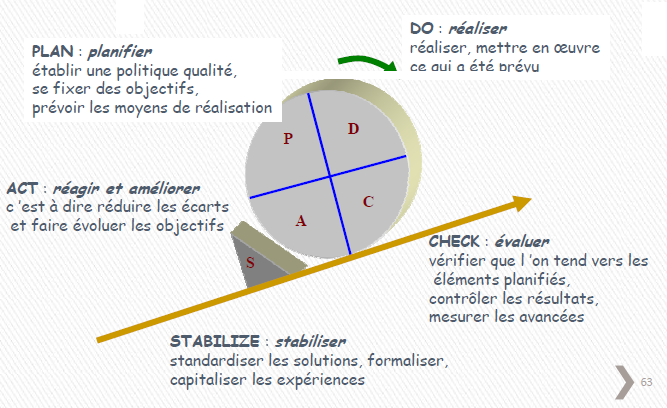 PLAN : planifier
établir une politique qualité,
se fixer des objectifs,
prévoir les moyens de réalisation
DO : réaliser
réaliser, mettre en œuvre
ce qui a été prévu
P
D
C
A
S
ACT : réagir et améliorer
c 'est à dire réduire les écarts
et faire évoluer les objectifs
CHECK : évaluer
vérifier que l 'on tend vers les
éléments planifiés,
contrôler les résultats,
mesurer les avancées
STABILIZE : stabiliser
standardiser les solutions, formaliser,
capitaliser les expériences
63